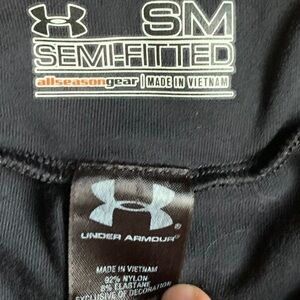 SM
SEMI-FITTED
allseasongear | MADE IN VIETNAM
UNDER ARMOUR®
MADE IN VIETNAM
92% NYLON
8% ELASTANE
EXCLUSIVE OF DECORATION